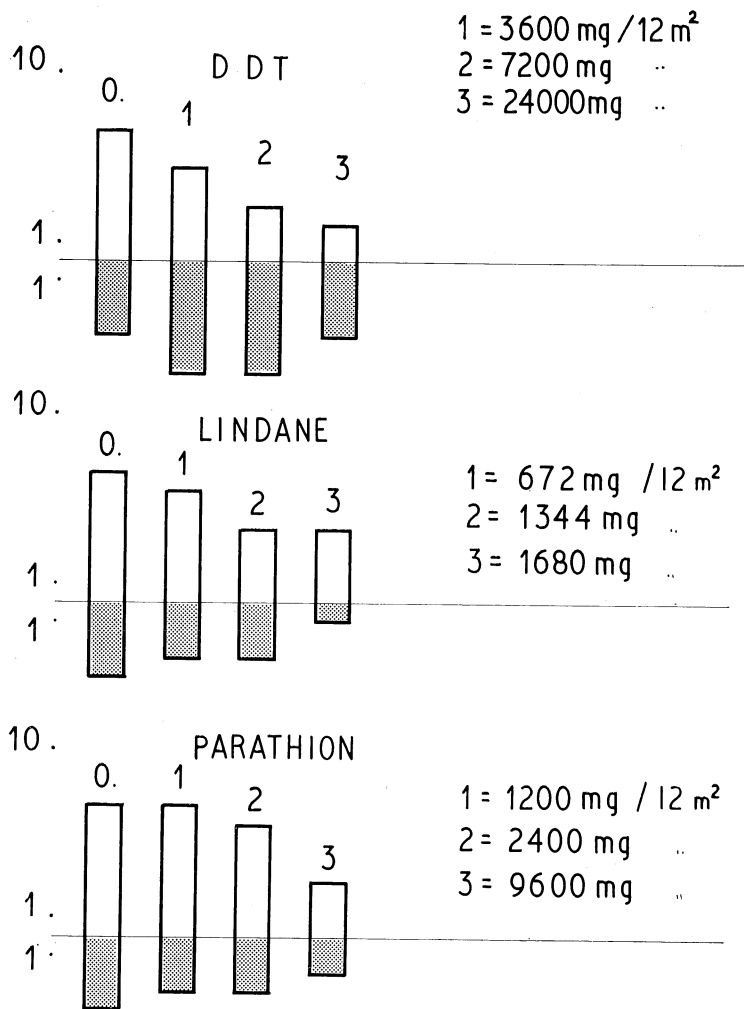 10.
DDT
1 = 3600 mg /12 m²
2 = 7200 mg ··
3 = 24000 mg ··
0.
1
2
3
1.
1·
10.
LINDANE
1 = 672 mg /12 m²
2 = 1344 mg ··
3 = 1680 mg ··
0.
1
2
3
1.
1·
10.
PARATHION
1 = 1200 mg / 12 m²
2 = 2400 mg ··
3 = 9600 mg ··
0.
1
2
3
1.
1·